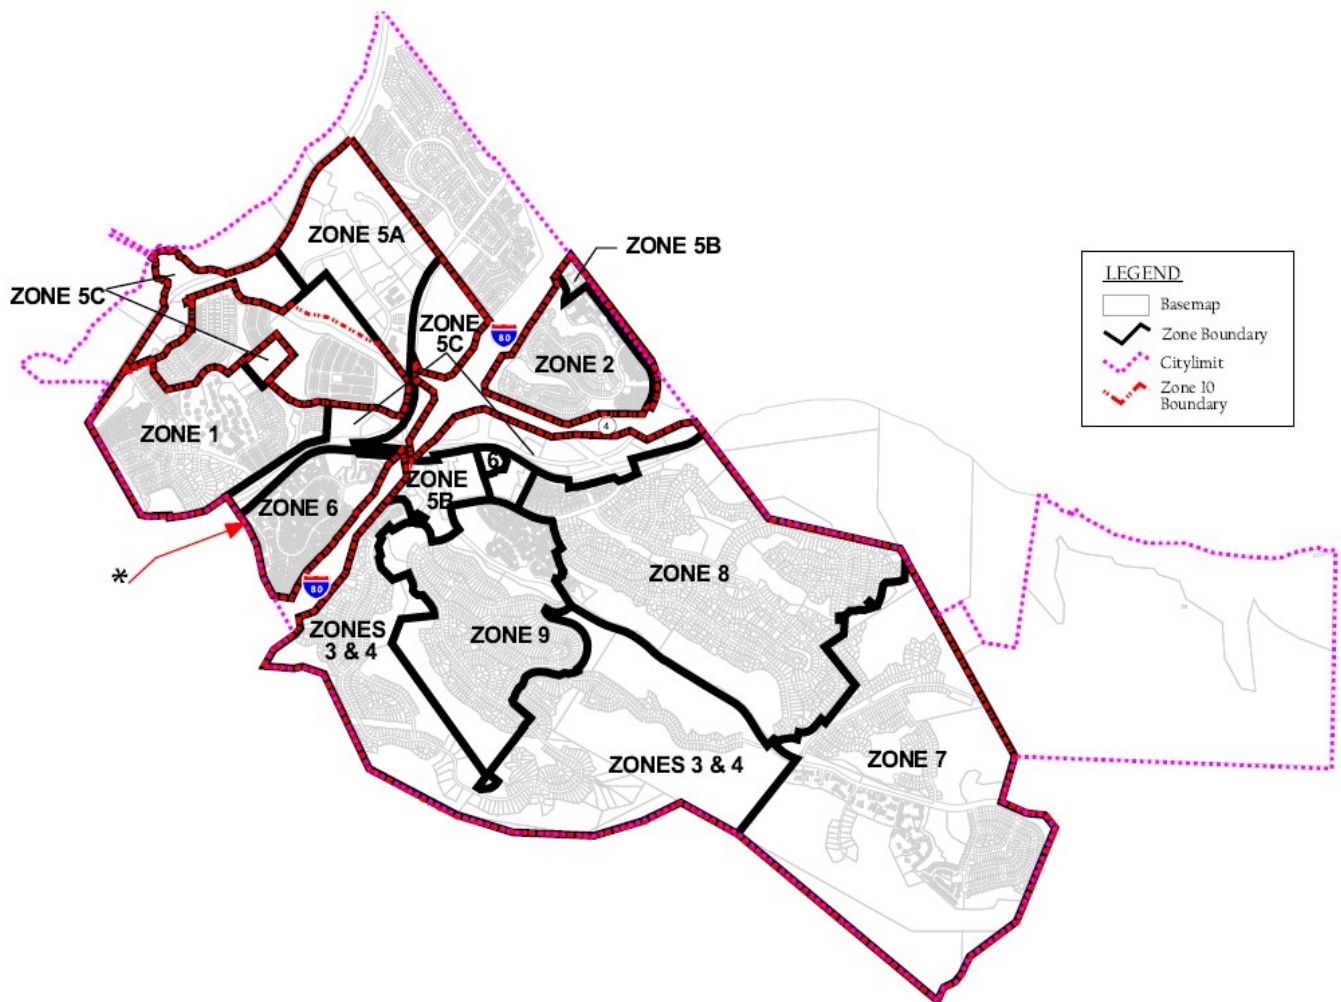 ZONE 5A
ZONE 5B
ZONE 5C
ZONE
5C
80
LEGEND
Basemap
Zone Boundary
Citylimit
Zone 10
Boundary
ZONE 2
4
ZONE 1
6
ZONE
5B
ZONE 6
*
80
ZONE 8
ZONES
3 & 4
ZONE 9
ZONES 3 & 4
ZONE 7